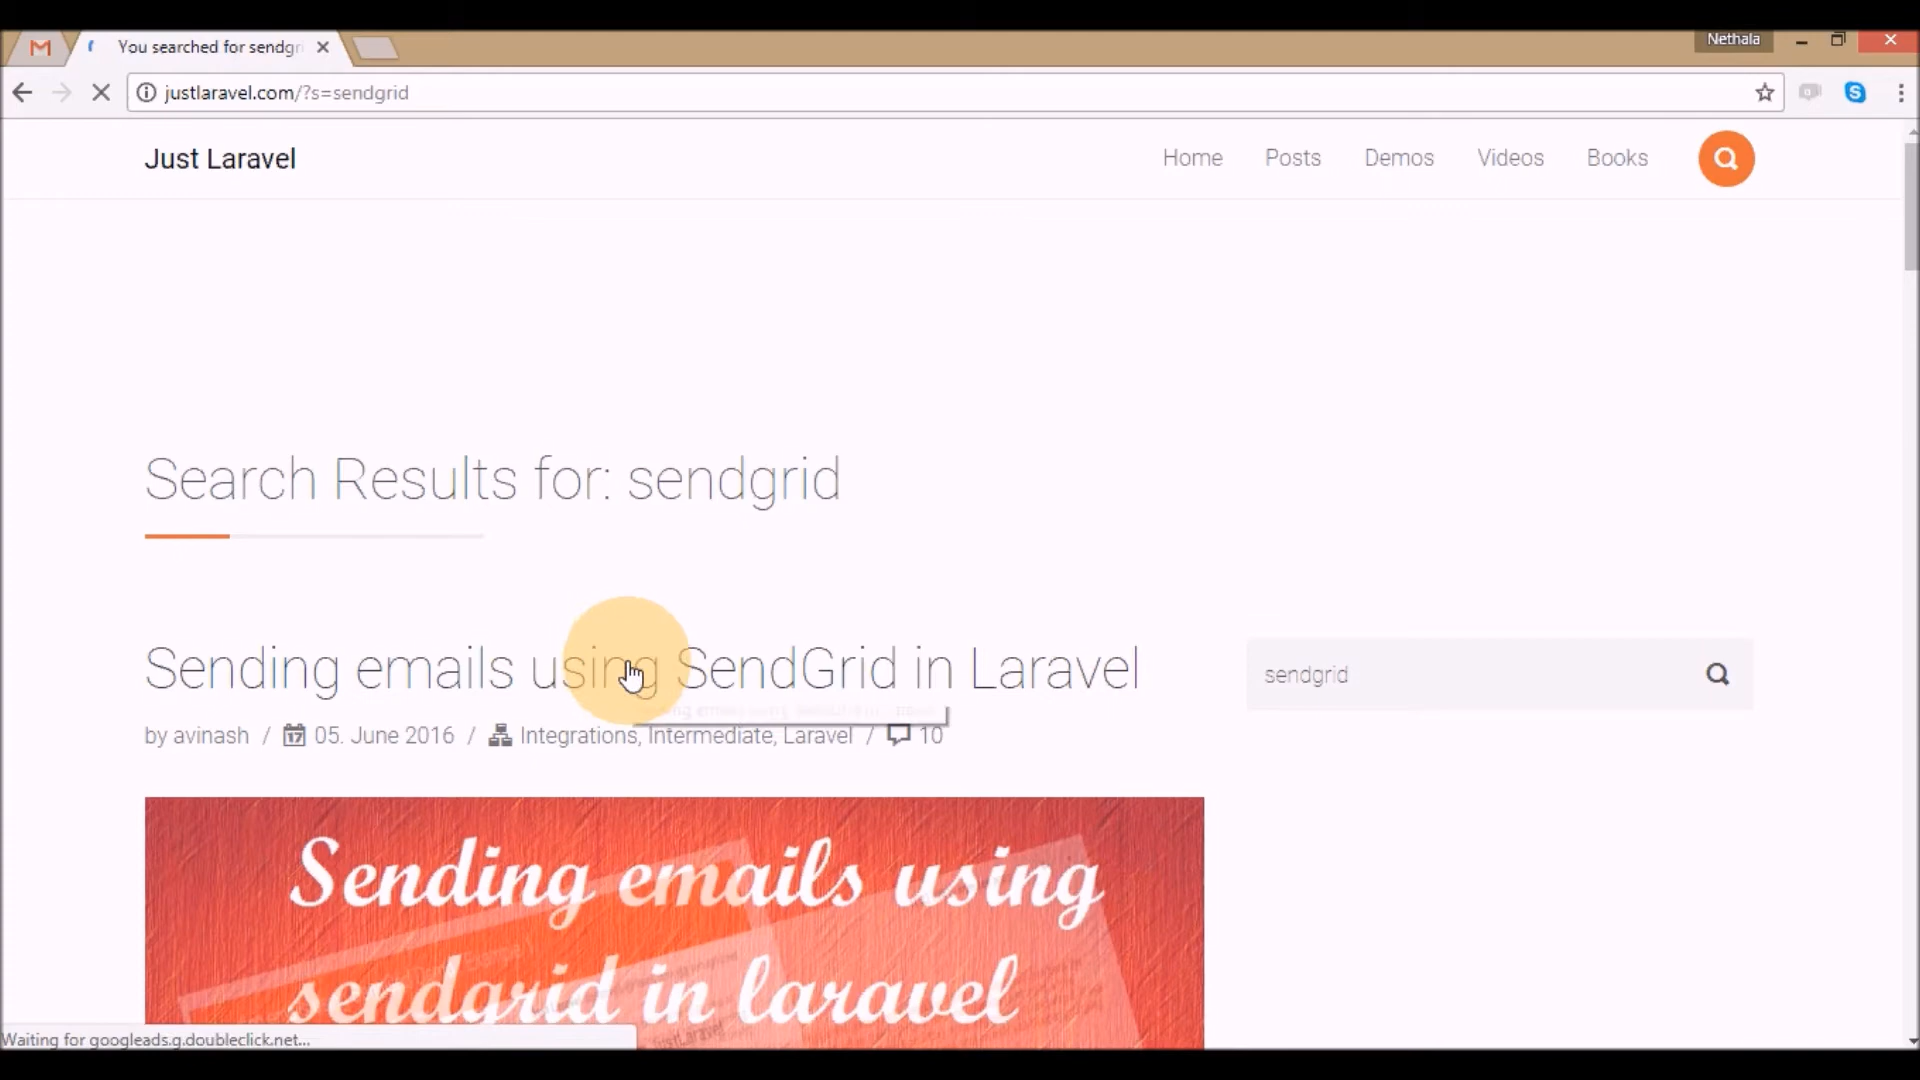 You searched for sendgr
Nethala
justlaravel.com/?s=sendgrid
Just Laravel
Home
Posts
Demos
Videos
Books
Search Results for: sendgrid
Sending emails using SendGrid in Laravel
sendgrid
by avinash / 17 05. June 2016 / Integrations, Intermediate, Laravel / 10
Sending emails using
sendgrid in laravel
Waiting for googleads.g.doubleclick.net...